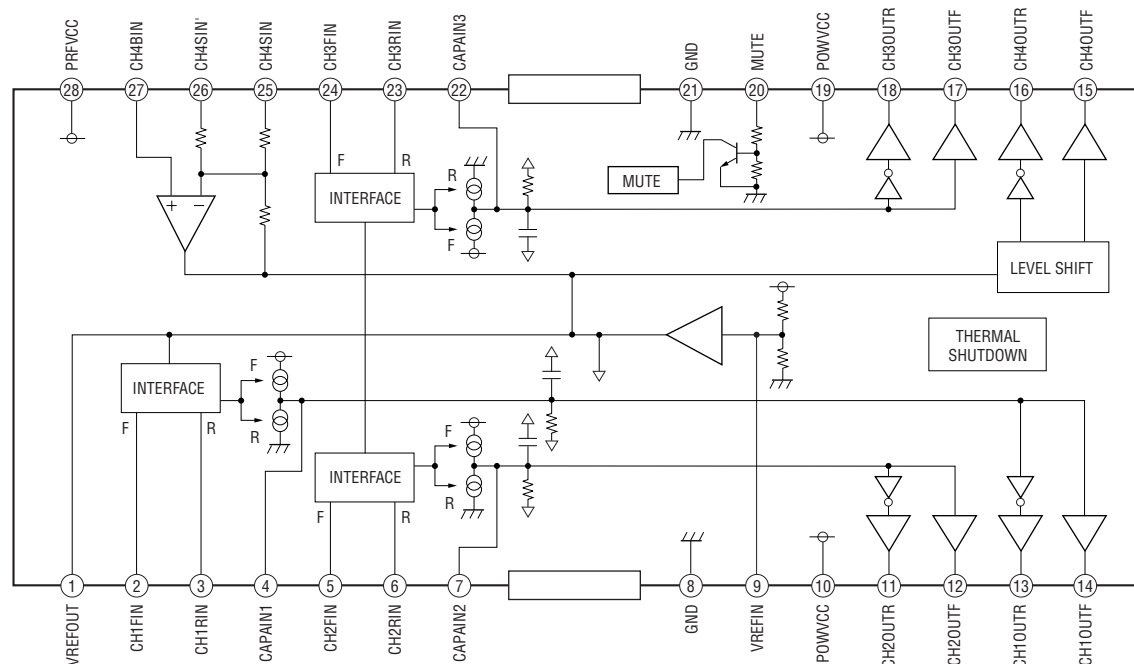 PRFVCC
CH4BIN
CH4SIN'
CH4SIN
CH3FIN
CH3RIN
CAPAIN3
GND
MUTE
POWVCC
CH3OUTR
CH3OUTF
CH4OUTR
CH4OUTF
28
27
26
25
24
23
22
21
20
19
18
17
16
15
F
R
R
MUTE
INTERFACE
F
+
−
LEVEL SHIFT
THERMAL
SHUTDOWN
F
INTERFACE
R
F
R
F
INTERFACE
R
F
R
1
2
3
4
5
6
7
8
9
10
11
12
13
14
VREFOUT
CH1FIN
CH1RIN
CAPAIN1
CH2FIN
CH2RIN
CAPAIN2
GND
VREFIN
POWVCC
CH2OUTR
CH2OUTF
CH1OUTR
CH1OUTF